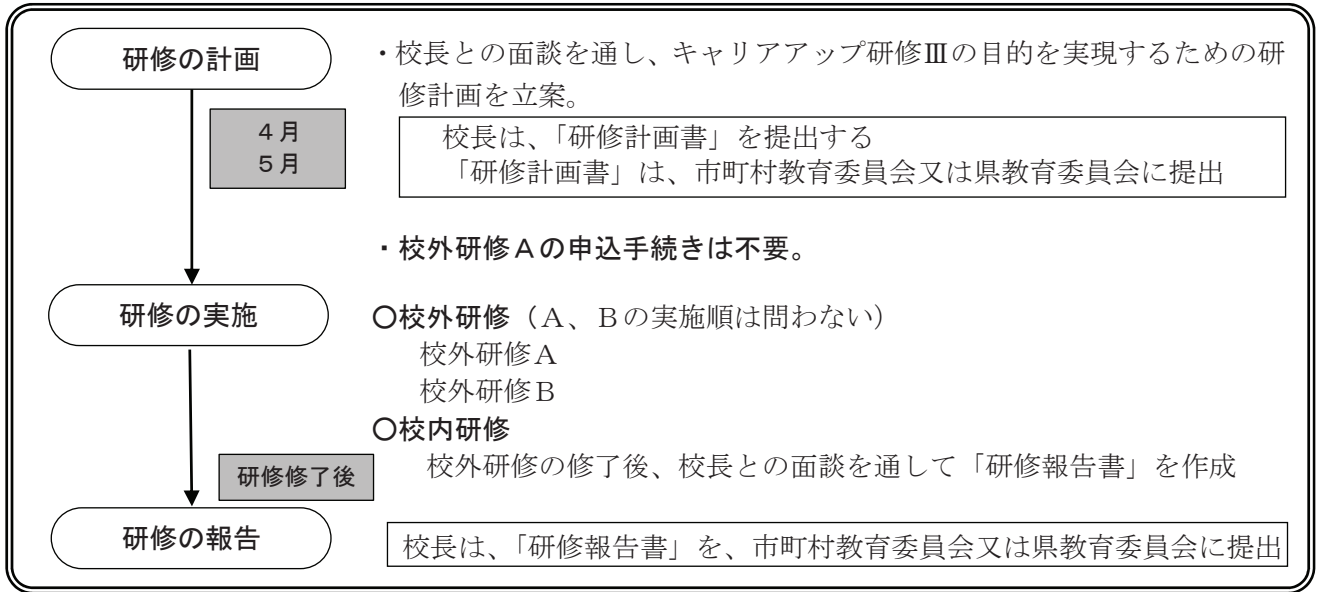 研修の計画
・校長との面談を通し、キャリアアップ研修Ⅲの目的を実現するための研
修計画を立案。
4月
5月
校長は、「研修計画書」を提出する
「研修計画書」は、市町村教育委員会又は県教育委員会に提出
・校外研修Aの申込手続きは不要。
研修の実施
○校外研修（A、Bの実施順は問わない）
校外研修A
校外研修B
○校内研修
校外研修の修了後、校長との面談を通して「研修報告書」を作成
研修修了後
研修の報告
校長は、「研修報告書」を、市町村教育委員会又は県教育委員会に提出